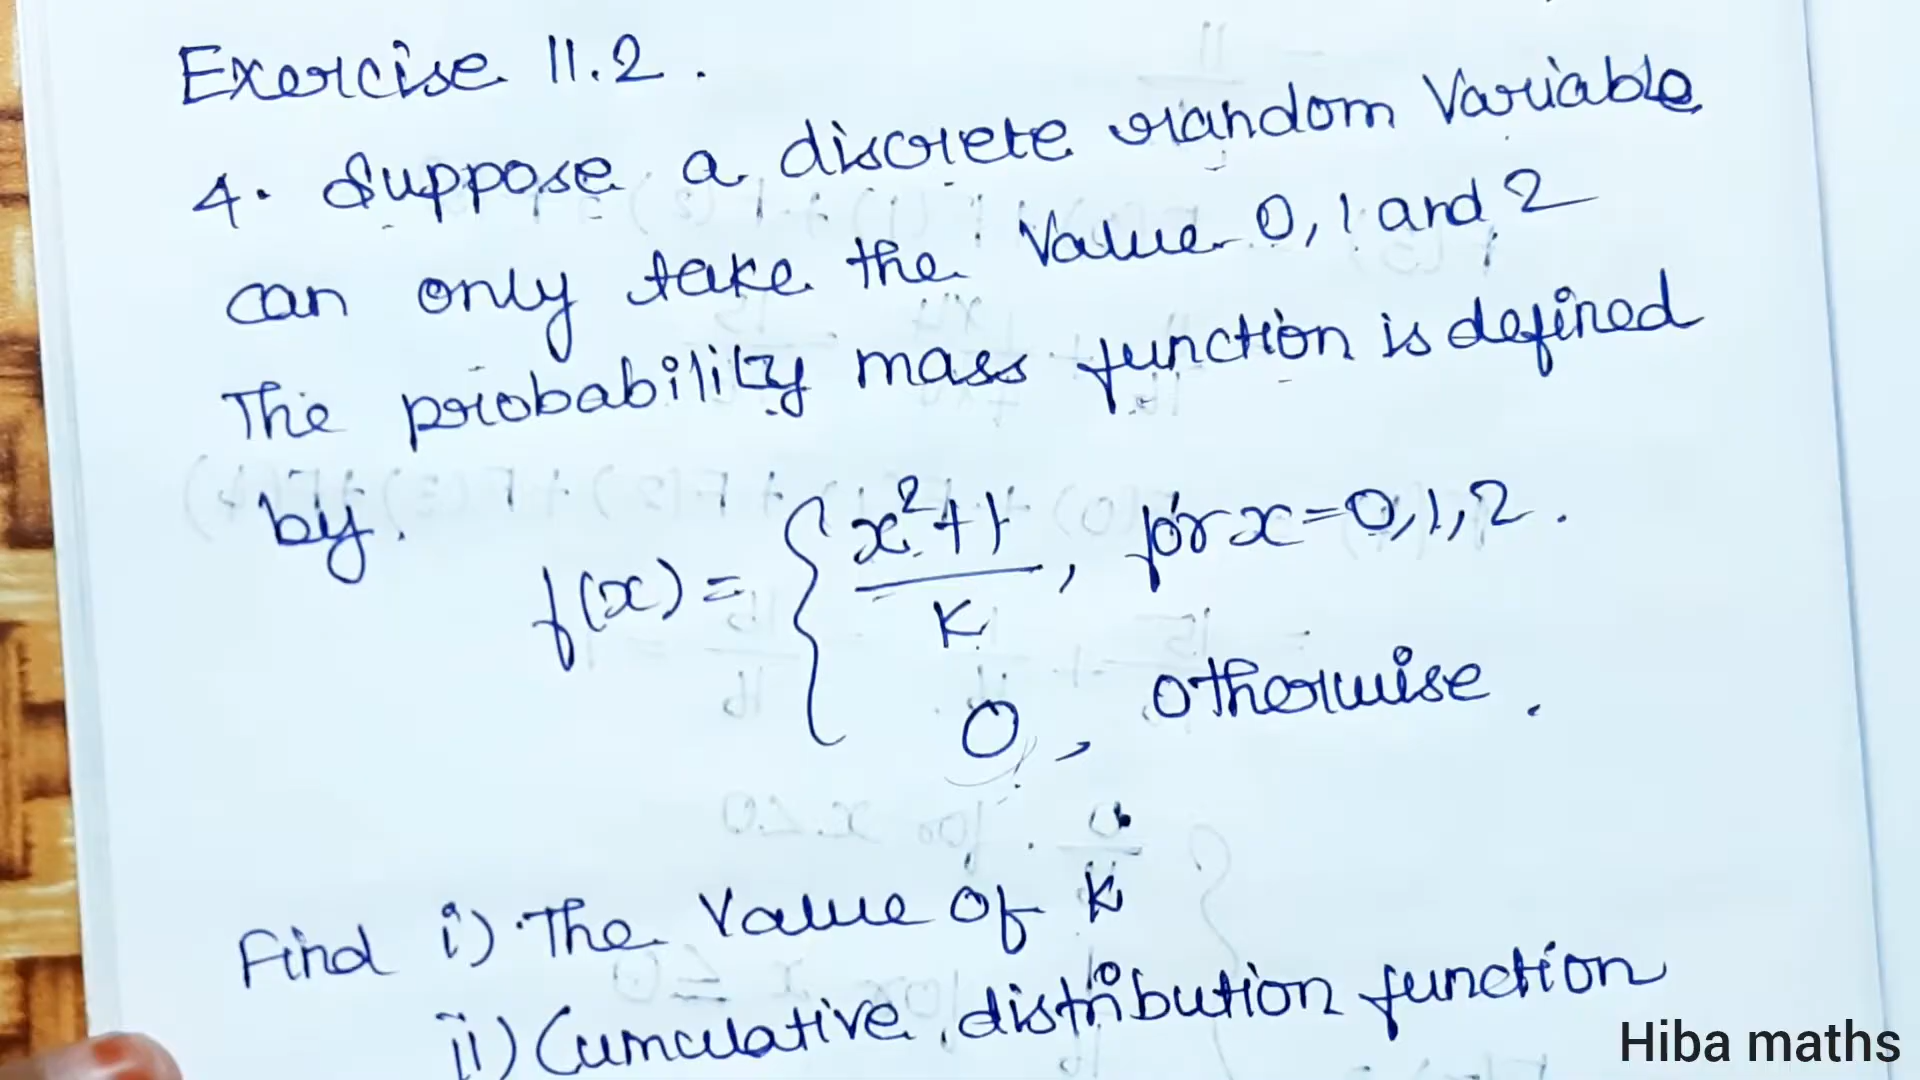 Exercise 11.2.
4. Suppose a discrete random Variable
can only take the Value 0, 1 and 2
The probability mass function is defined
by.
f(x) = { x²+1 / K , for x=0,1,2.
0 , otherwise.
Find i) The Value of K
ii) Cumulative distribution function
Hiba maths